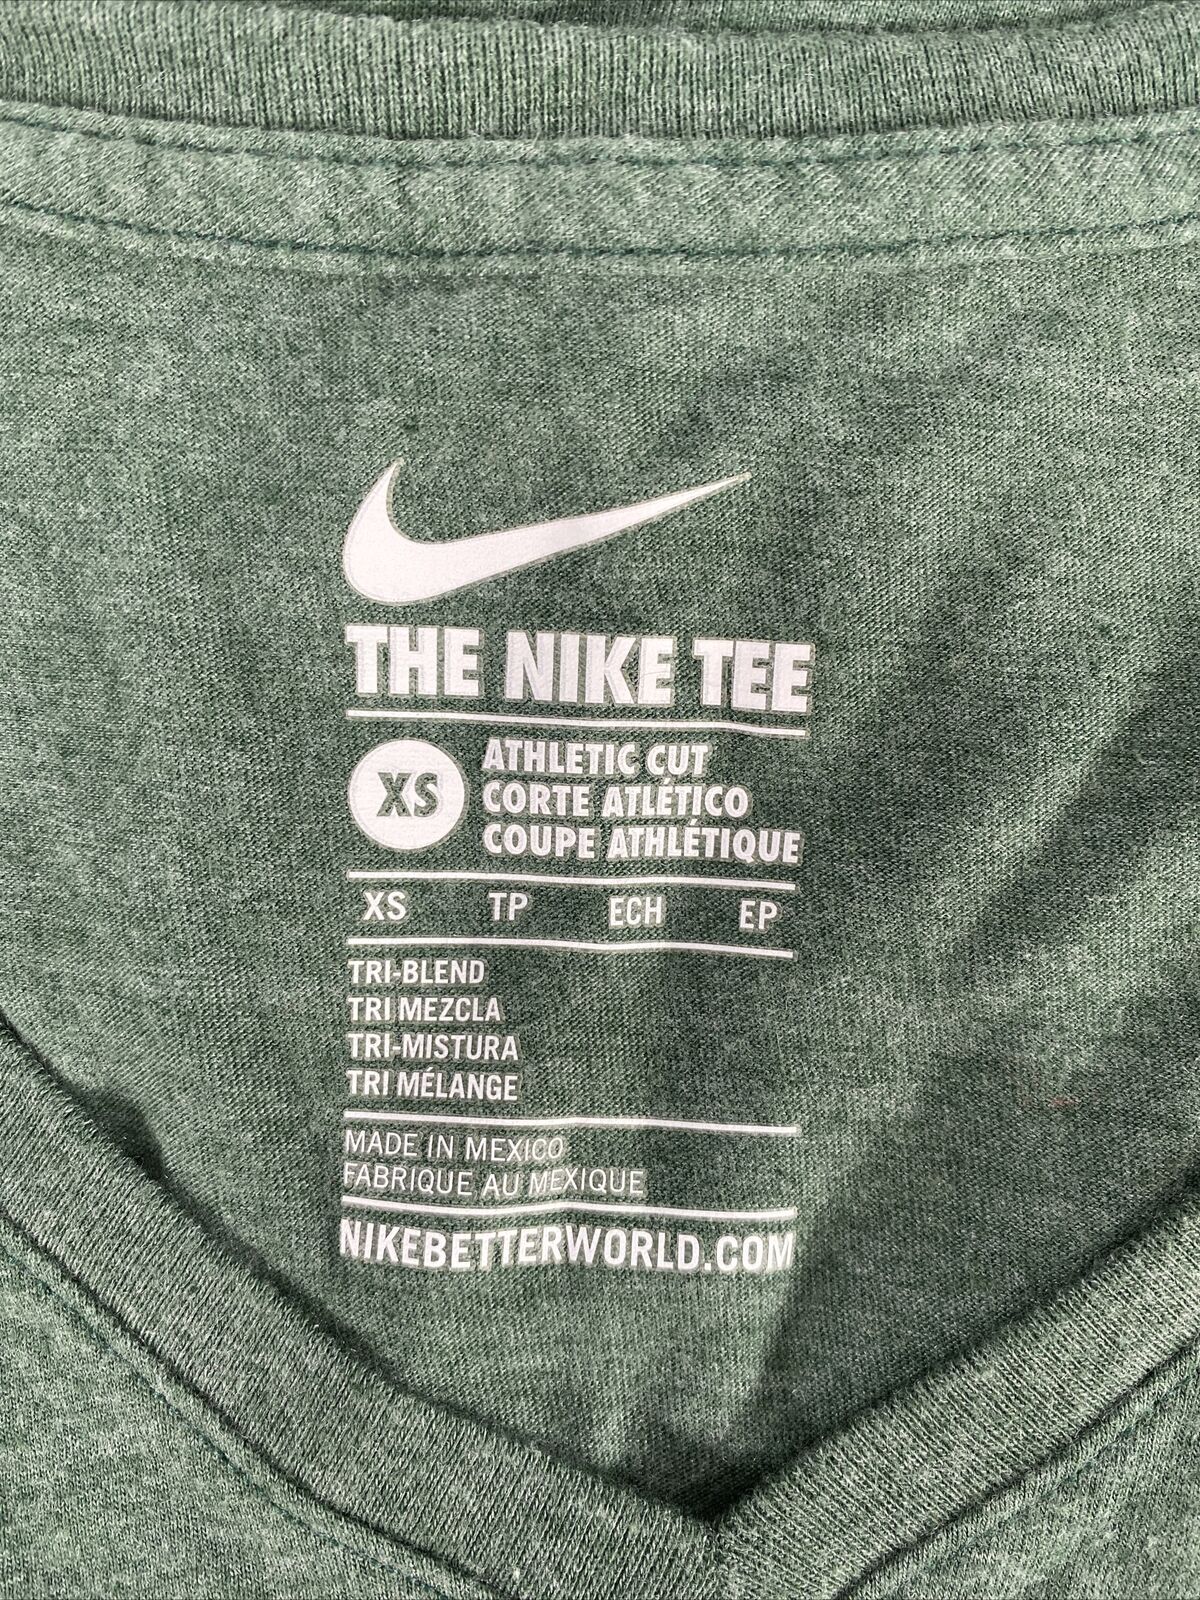 THE NIKE TEE
XS
ATHLETIC CUT
CORTE ATLÉTICO
COUPE ATHLÉTIQUE
XS TP ECH EP
TRI-BLEND
TRI MEZCLA
TRI-MISTURA
TRI MÉLANGE
MADE IN MEXICO
FABRIQUE AU MEXIQUE
NIKEBETTERWORLD.COM